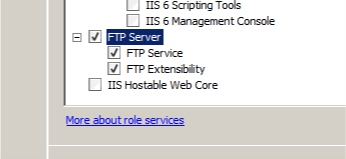 IIS 6 Scripting Tools
IIS 6 Management Console
FTP Server
FTP Service
FTP Extensibility
IIS Hostable Web Core
More about role services